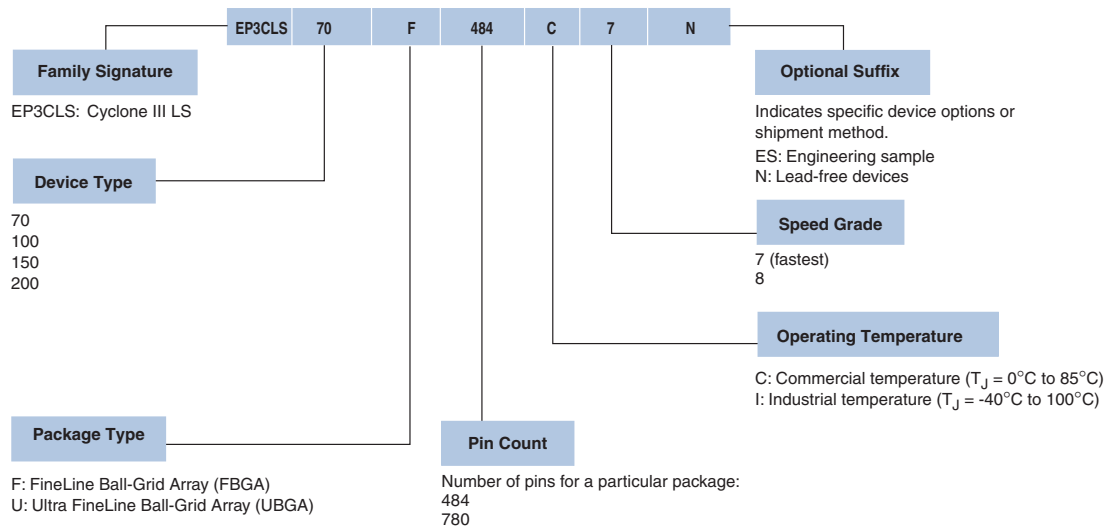 EP3CLS 70 F 484 C 7 N
Family Signature
EP3CLS: Cyclone III LS
Device Type
70
100
150
200
Package Type
F: FineLine Ball-Grid Array (FBGA)
U: Ultra FineLine Ball-Grid Array (UBGA)
Pin Count
Number of pins for a particular package:
484
780
Optional Suffix
Indicates specific device options or
shipment method.
ES: Engineering sample
N: Lead-free devices
Speed Grade
7 (fastest)
8
Operating Temperature
C: Commercial temperature (TJ = 0°C to 85°C)
I: Industrial temperature (TJ = -40°C to 100°C)